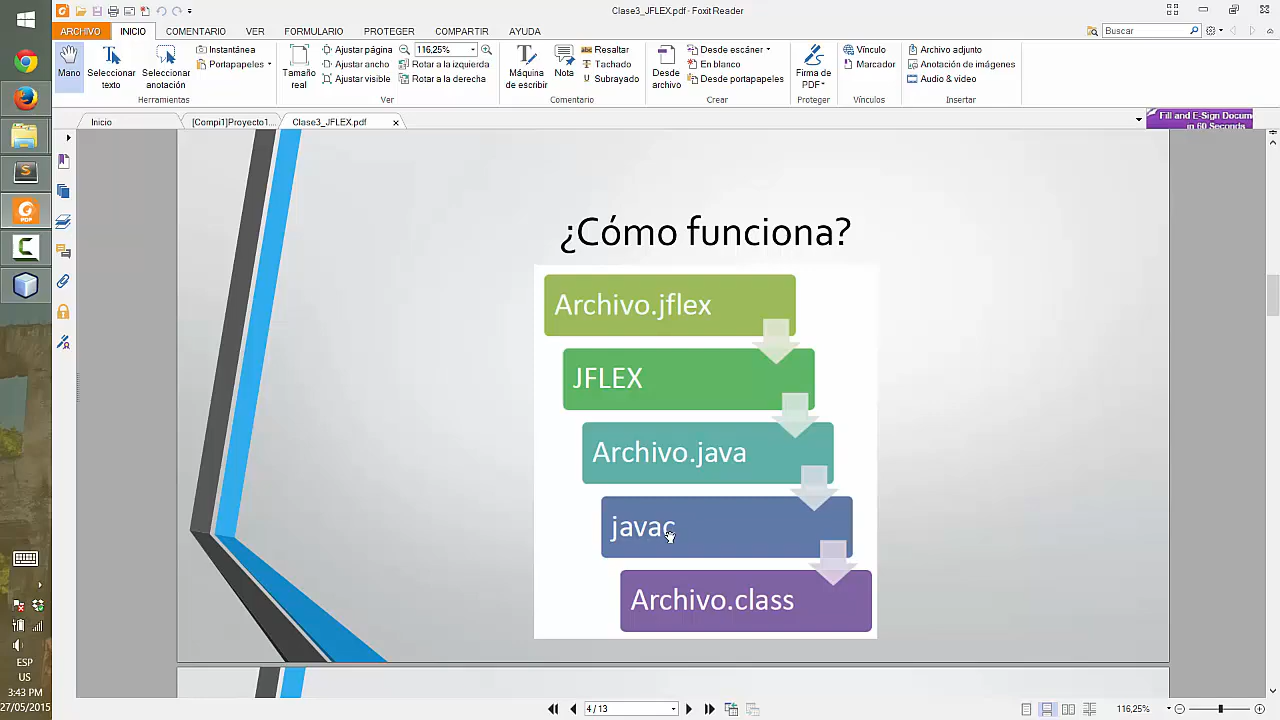 Clase3_JFLEX.pdf - Foxit Reader
ARCHIVO INICIO COMENTARIO VER FORMULARIO PROTEGER COMPARTIR AYUDA
Buscar
Mano
Seleccionar texto
Seleccionar anotación
Instantánea
Portapapeles
Herramientas
Tamaño real
Ajustar página
Ajustar ancho
Ajustar visible
116,25%
Rotar a la izquierda
Rotar a la derecha
Ver
Máquina de escribir
Nota
Resaltar
Tachado
Subrayado
Comentario
Desde archivo
Desde escáner
En blanco
Desde portapapeles
Crear
Firma de PDF
Proteger
Vínculo
Marcador
Vínculos
Archivo adjunto
Anotación de imágenes
Audio & vídeo
Insertar
Inicio
[Compi1]Proyecto1...
Clase3_JFLEX.pdf
Fill and E-Sign Docum
in 60 Seconds
¿Cómo funciona?
Archivo.jflex
JFLEX
Archivo.java
javac
Archivo.class
ESP
US
3:43 PM
27/05/2015
4 / 13
116,25%